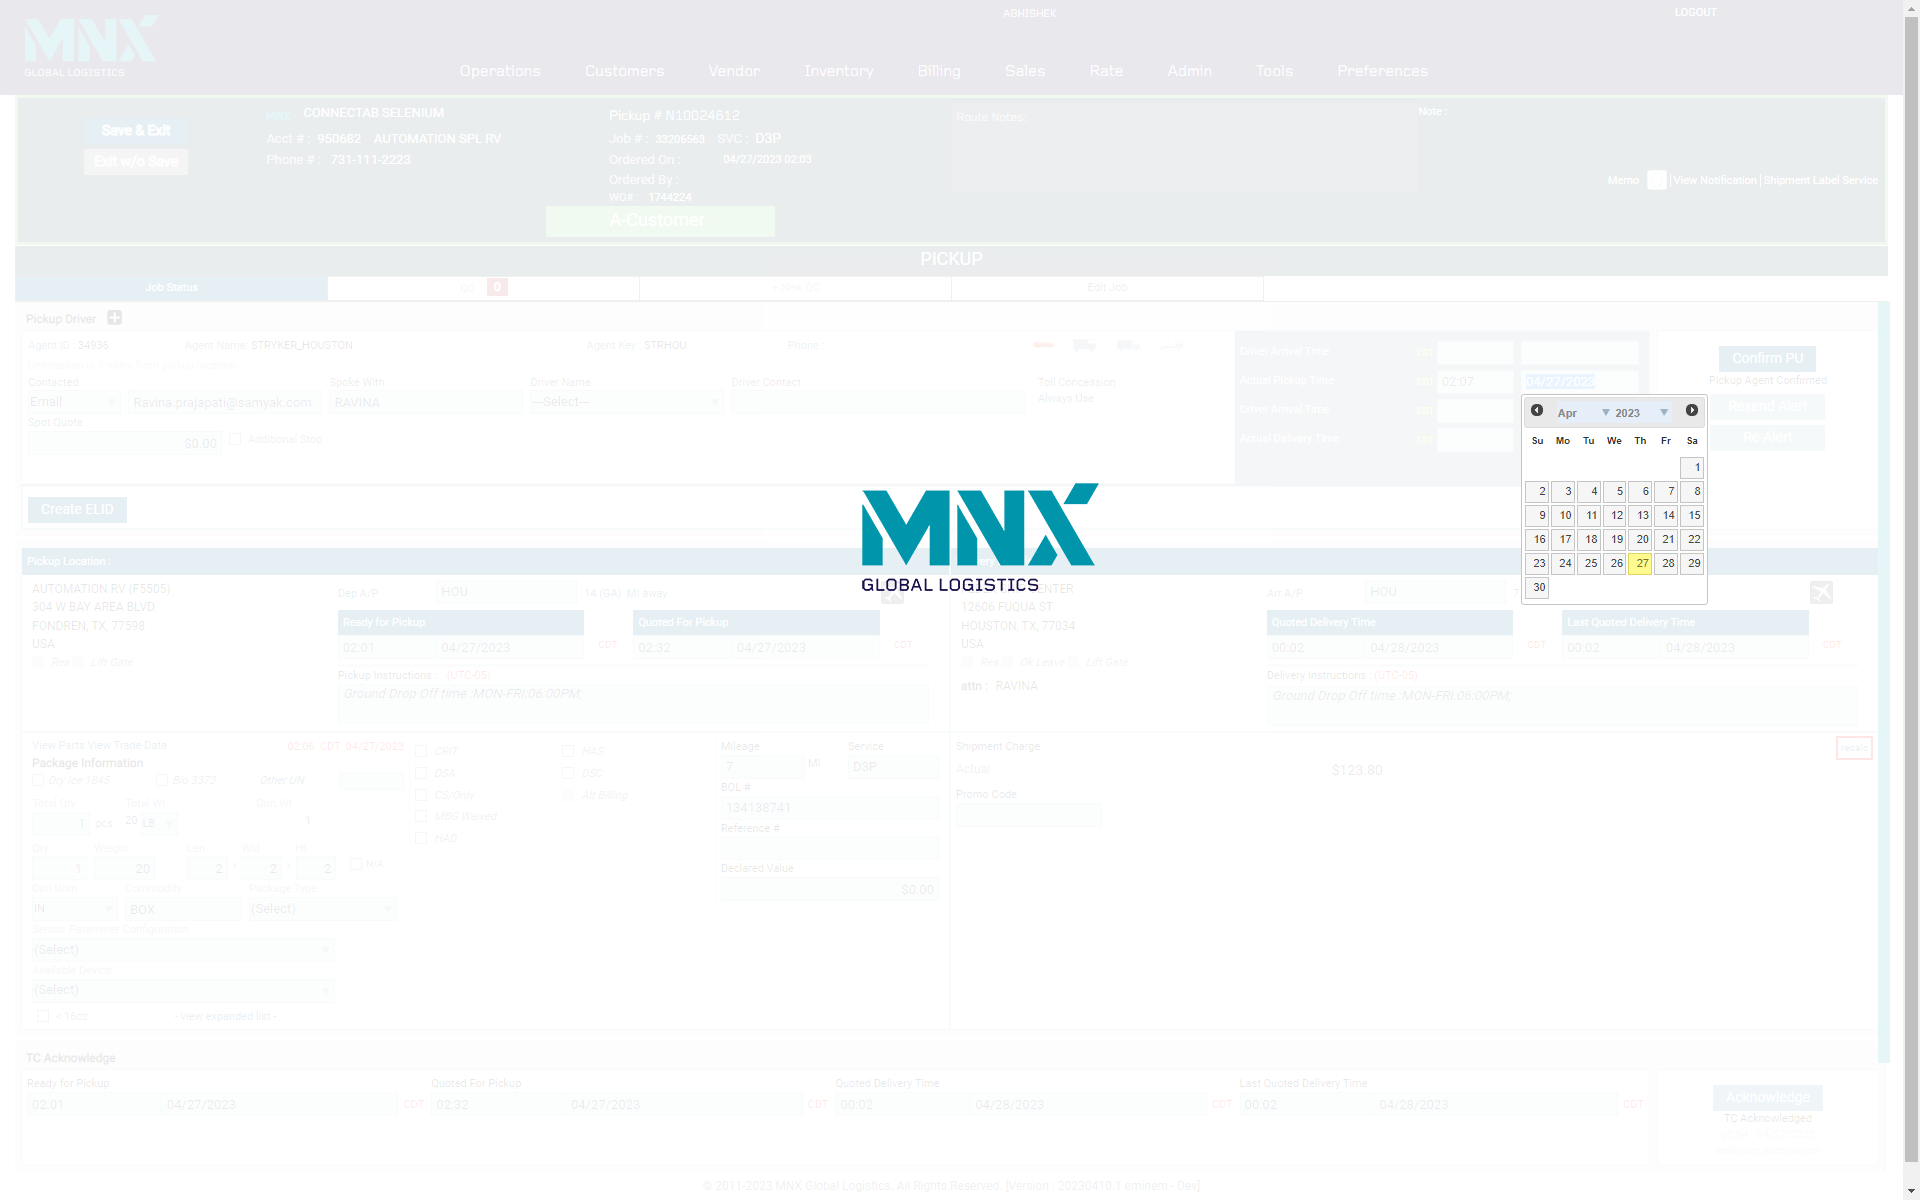 MNX
GLOBAL LOGISTICS
ABHISHEK
LOGOUT
Operations Customers Vendor Inventory Billing Sales Rate Admin Tools Preferences
Save & Exit
Exit w/o Save
MNX CONNECTAB SELENIUM
Acct # : 950682 AUTOMATION SPL RV
Phone # : 731-111-2223
Pickup # N10024612
Job # : 33206563 SVC : D3P
Ordered On : 04/27/2023 02:03
Ordered By :
WO# : 1744224
A-Customer
Route Notes:
Note :
Memo | View Notification | Shipment Label Service
PICKUP
Job Status QC 0 + New QC Edit Job
Pickup Driver
Agent ID : 34936 Agent Name: STRYKER_HOUSTON Agent Key : STRHOU Phone :
Contacted Spoke With Driver Name Driver Contact Toll Concession
Email Ravina.prajapati@samyak.com RAVINA ---Select--- Always Use
Spot Quote
$0.00 Additional Stop
Driver Arrival Time CDT
Actual Pickup Time CDT 02:07 04/27/2023
Driver Arrival Time CDT
Actual Delivery Time CDT
Confirm PU
Pickup Agent Confirmed
Resend Alert
Re-Alert
Apr 2023
Su Mo Tu We Th Fr Sa
1
2 3 4 5 6 7 8
9 10 11 12 13 14 15
16 17 18 19 20 21 22
23 24 25 26 27 28 29
30
Create ELID
MNX
GLOBAL LOGISTICS
Pickup Location :
AUTOMATION RV (F5505)
304 W BAY AREA BLVD
FONDREN, TX, 77598
USA
Res Lift Gate
Dep A/P HOU 14 (GA) MI away
Ready for Pickup Quoted For Pickup
02:01 04/27/2023 CDT 02:32 04/27/2023 CDT
Pickup Instructions : (UTC-05)
Ground Drop Off time :MON-FRI:06:00PM;
12606 FUQUA ST
HOUSTON, TX, 77034
USA
Res Ok Leave Lift Gate
attn : RAVINA
Arr A/P HOU 7
Quoted Delivery Time Last Quoted Delivery Time
00:02 04/28/2023 CDT 00:02 04/28/2023 CDT
Delivery Instructions : (UTC-05)
Ground Drop Off time :MON-FRI:06:00PM;
View Parts View Trade Data 02:06 CDT 04/27/2023
Package Information
Dry Ice 1845 Bio 3373 Other UN
Total Qty Total Wt Dim Wt
1 pcs 20 LB 1
Qty Weight Len Wid Ht
1 20 2 2 2 N/A
Dim Uom Commodity Package Type
IN BOX (Select)
Sensor Parameter Configuration
(Select)
Available Device
(Select)
< 16oz - view expanded list -
CRIT HAS
DSA DSC
CS/Only Alt Billing
MBG Waived
HAD
Mileage Service
7 MI D3P
BOL #
134138741
Reference #
Declared Value
$0.00
Shipment Charge
recalc
Actual $123.80
Promo Code
TC Acknowledge
Ready for Pickup Quoted For Pickup Quoted Delivery Time Last Quoted Delivery Time
02:01 04/27/2023 CDT 02:32 04/27/2023 CDT 00:02 04/28/2023 CDT 00:02 04/28/2023 CDT
Acknowledge
TC Acknowledged
© 2011-2023 MNX Global Logistics. All Rights Reserved. [Version : 20230410.1 eminem - Dev]